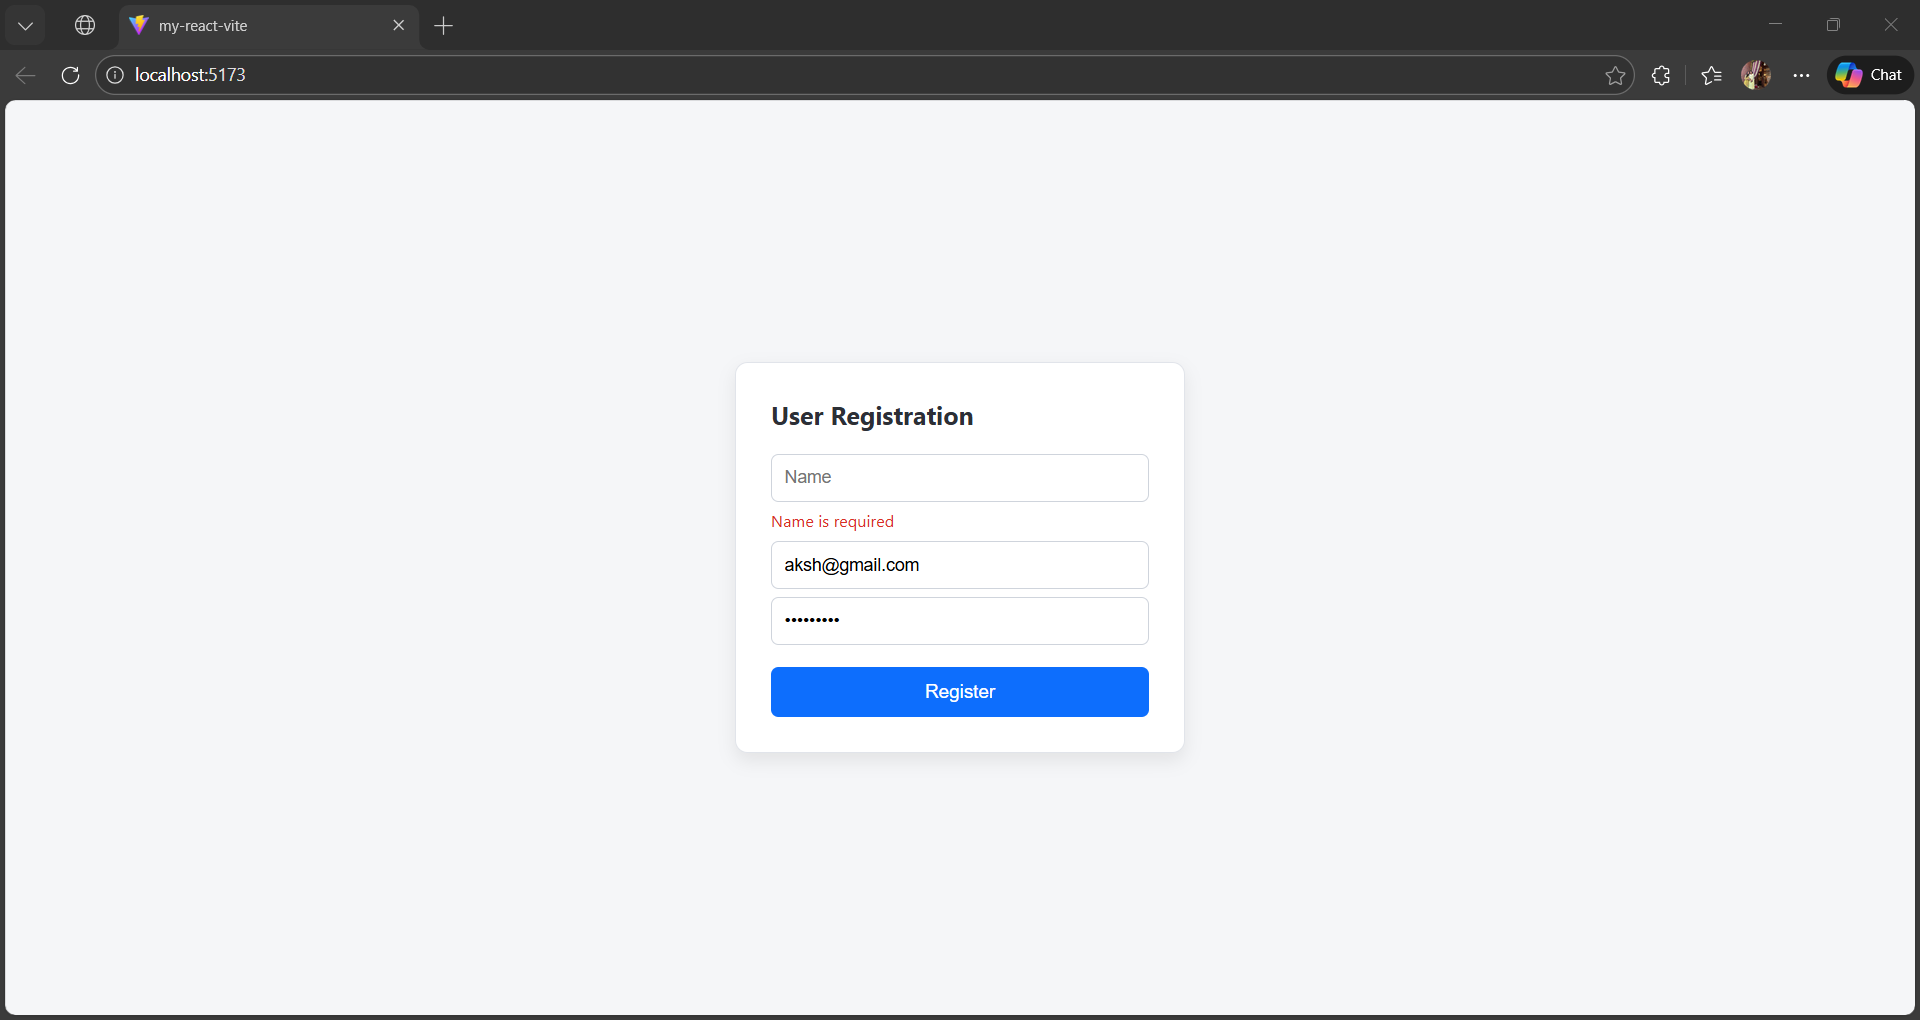 my-react-vite
localhost:5173
Chat
User Registration
Name
Name is required
aksh@gmail.com
•••••••••
Register